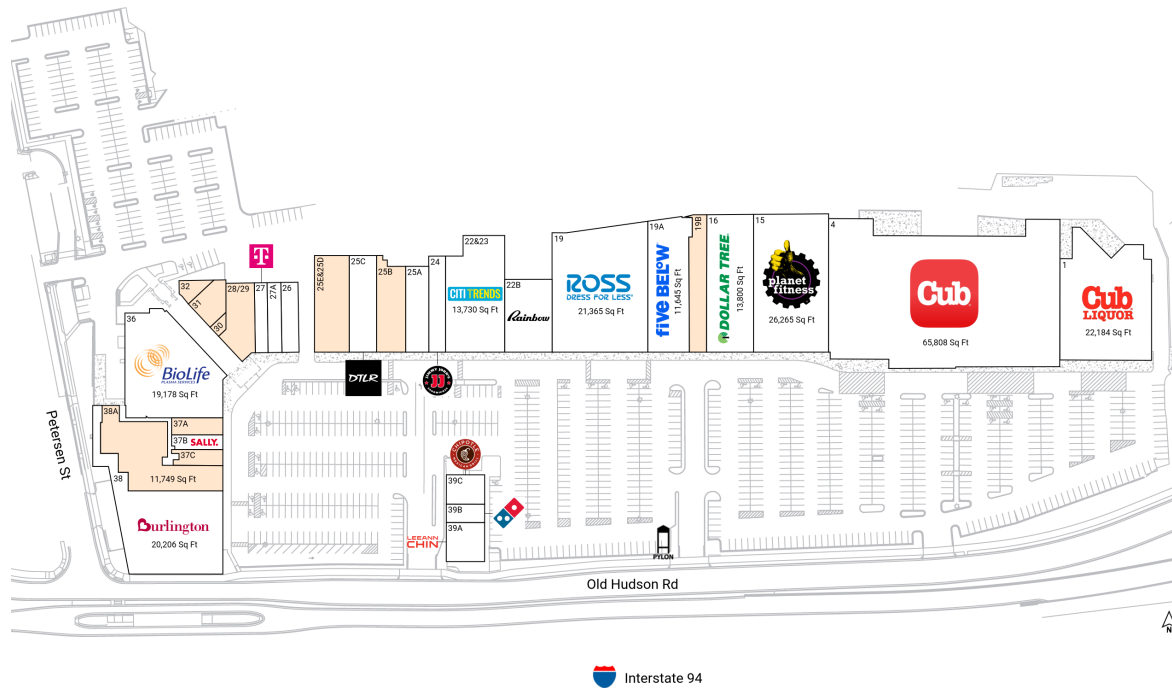 22&23
22B
CITI TRENDS
13,730 Sq Ft
Rainbow
19
ROSS
DRESS FOR LESS®
21,365 Sq Ft
19A
five BEL°W
11,645 Sq Ft
19B
16
DOLLAR TREE
13,800 Sq Ft
15
planet
fitness
26,265 Sq Ft
4
Cub
65,808 Sq Ft
1
Cub
LIQUOR
22,184 Sq Ft
T
32
31
30
28/29
27
27A
26
25E&25D
25C
25B
25A
24
DTLR
JIMMY JOHN'S
JJ
36
BioLife
PLASMA SERVICES
19,178 Sq Ft
38A
37A
37B
SALLY.
37C
11,749 Sq Ft
38
Burlington
20,206 Sq Ft
Petersen St
CHIPOTLE
39C
39B
39A
LEEANN
CHIN
PYLON
Old Hudson Rd
N
Interstate 94